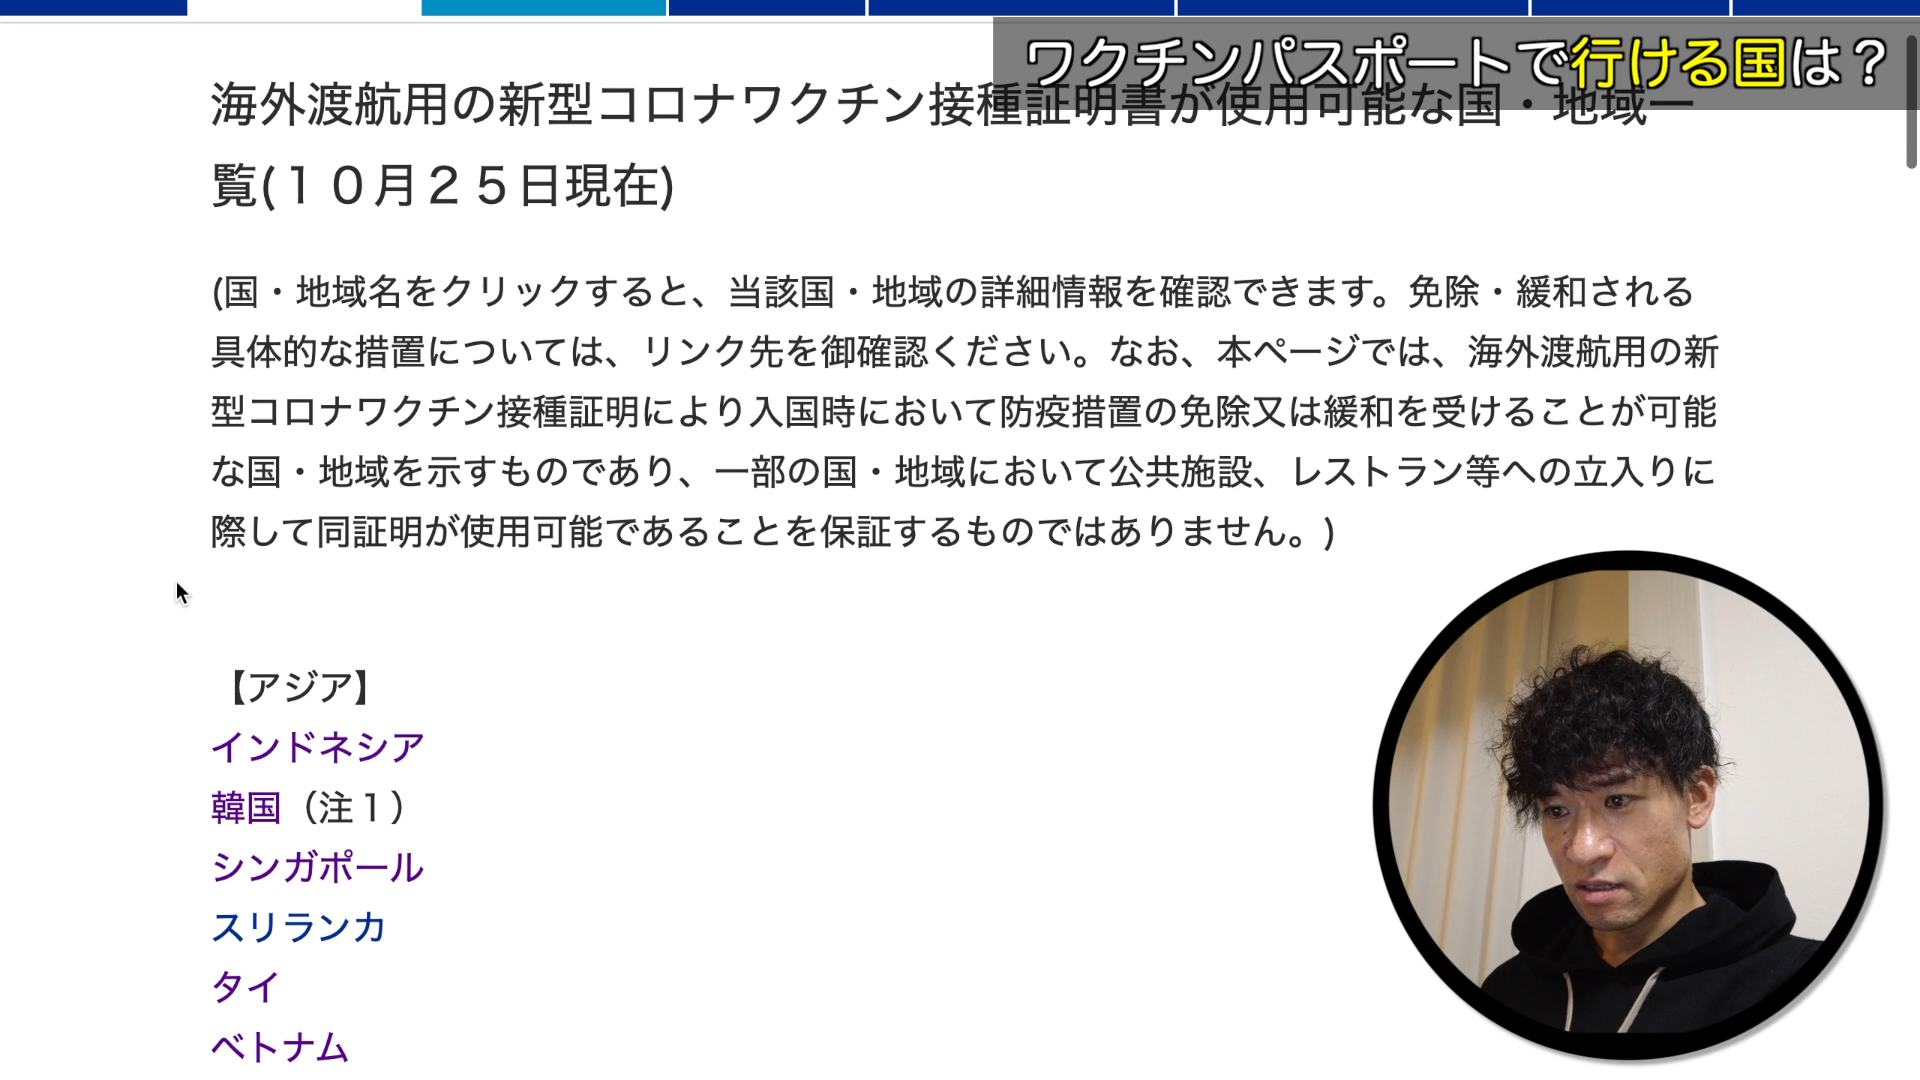 ワクチンパスポートで行ける国は？
海外渡航用の新型コロナワクチン接種証明書が使用可能な国・地域一
覧(１０月２５日現在)
(国・地域名をクリックすると、当該国・地域の詳細情報を確認できます。免除・緩和される
具体的な措置については、リンク先を御確認ください。なお、本ページでは、海外渡航用の新
型コロナワクチン接種証明により入国時において防疫措置の免除又は緩和を受けることが可能
な国・地域を示すものであり、一部の国・地域において公共施設、レストラン等への立入りに
際して同証明が使用可能であることを保証するものではありません。)
【アジア】
インドネシア
韓国（注１）
シンガポール
スリランカ
タイ
ベトナム